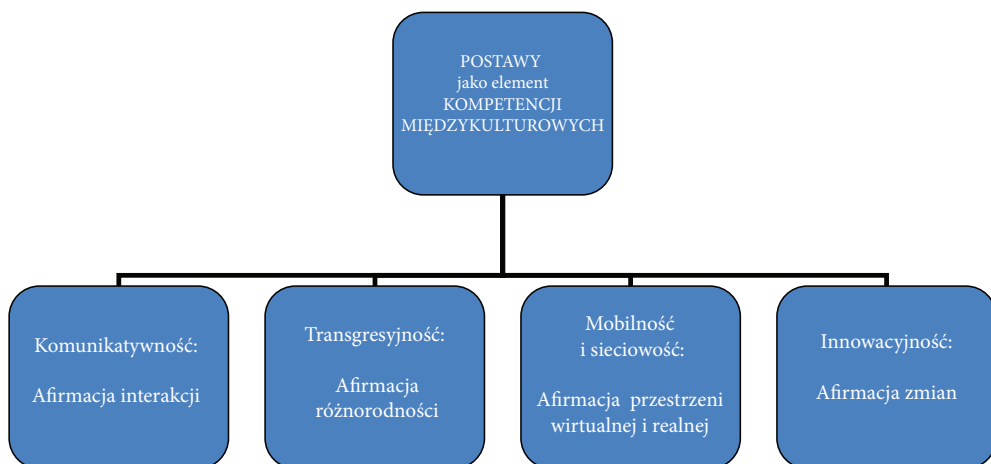 POSTAWY
jako element
KOMPETENCJI
MIĘDZYKULTUROWYCH
Komunikatywność:
Afirmacja interakcji
Transgresyjność:
Afirmacja
różnorodności
Mobilność
i sieciowość:
Afirmacja przestrzeni
wirtualnej i realnej
Innowacyjność:
Afirmacja zmian